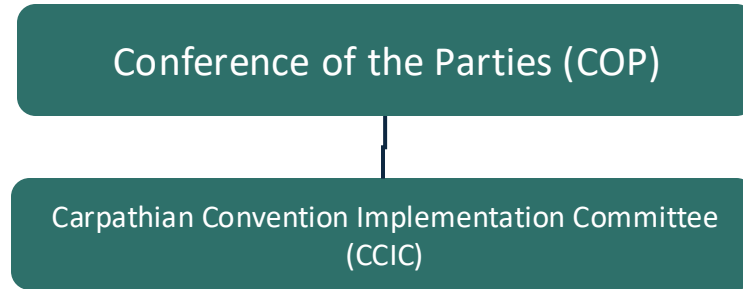 Conference of the Parties (COP)
Carpathian Convention Implementation Committee
(CCIC)